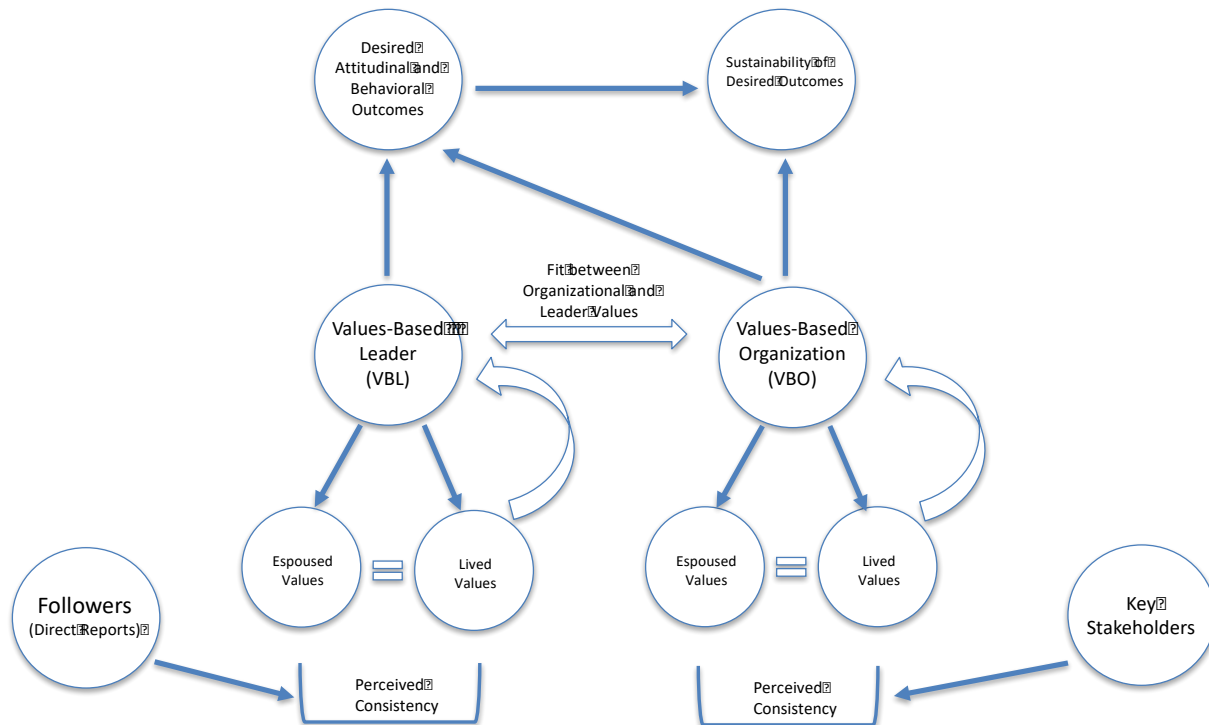 Desired
Attitudinal and
Behavioral
Outcomes
Sustainability of
Desired Outcomes
Fit between
Organizational and
Leader Values
Values-Based
Leader
(VBL)
Values-Based
Organization
(VBO)
Espoused
Values
=
Lived
Values
Espoused
Values
=
Lived
Values
Followers
(Direct Reports)
Key
Stakeholders
Perceived
Consistency
Perceived
Consistency